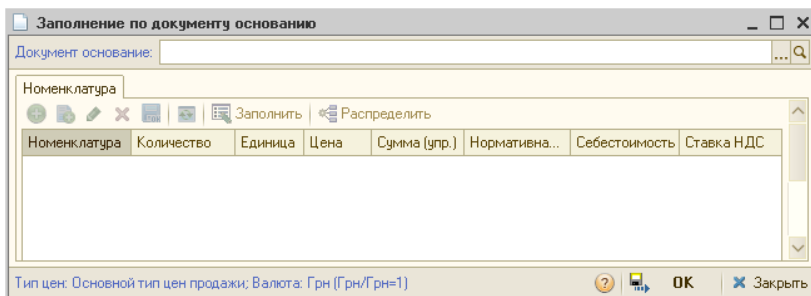 Заполнение по документу основанию
Документ основание:
Номенклатура
Заполнить Распределить
Номенклатура Количество Единица Цена Сумма (упр.) Нормативна... Себестоимость Ставка НДС
Тип цен: Основной тип цен продажи; Валюта: Грн (Грн/Грн=1) OK Закрыть